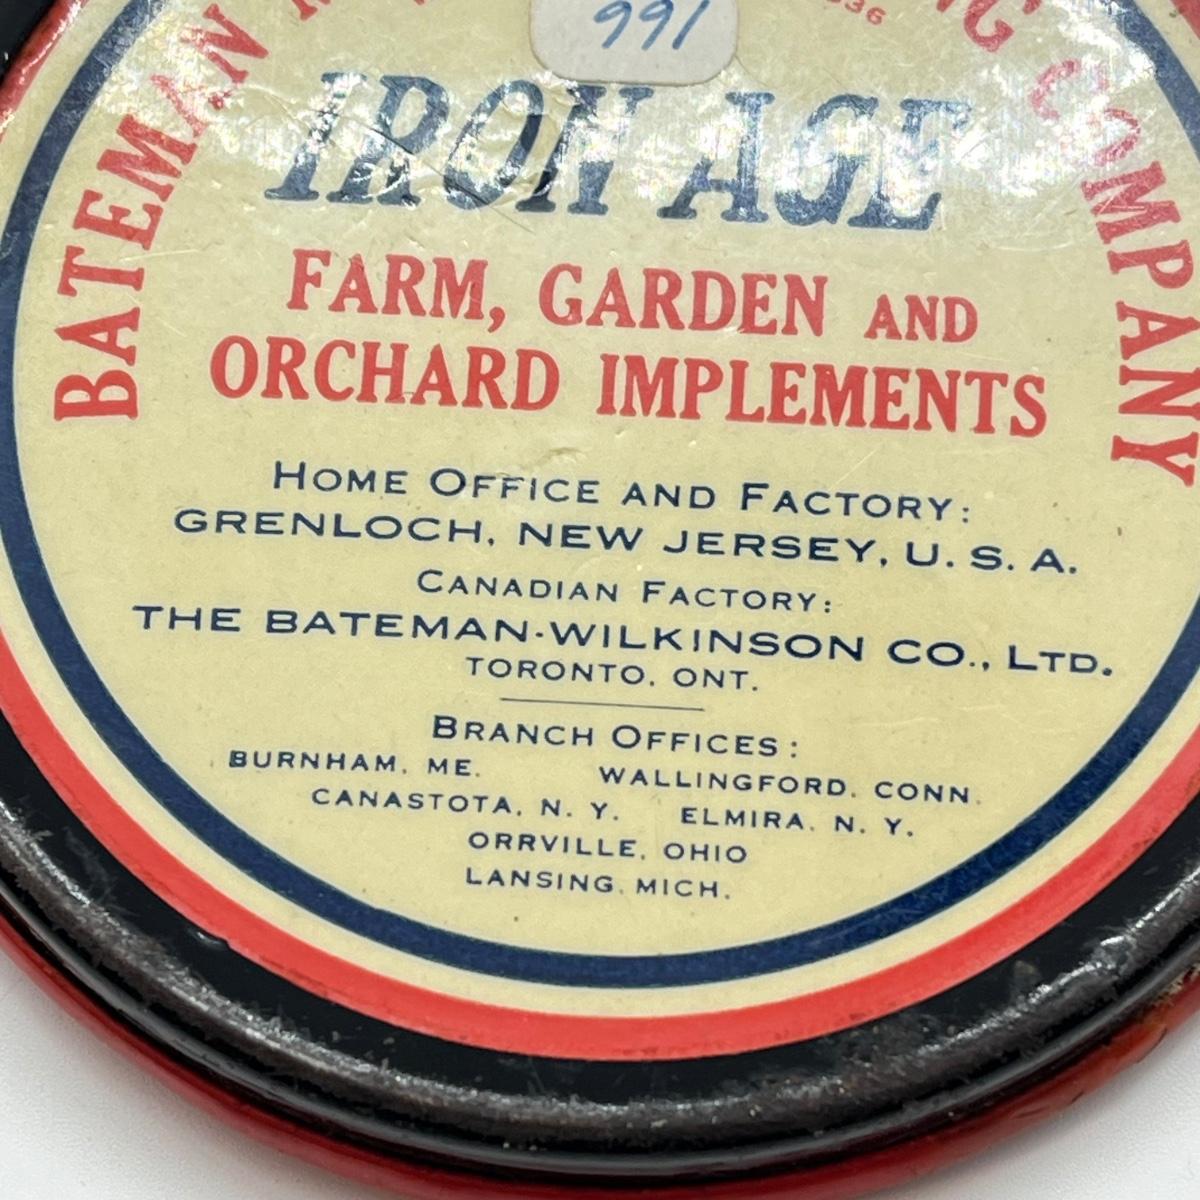 991
36
BATEMAN COMPANY
IRON AGE
FARM, GARDEN AND
ORCHARD IMPLEMENTS
HOME OFFICE AND FACTORY:
GRENLOCH, NEW JERSEY, U. S. A.
CANADIAN FACTORY:
THE BATEMAN-WILKINSON CO., LTD.
TORONTO, ONT.
BRANCH OFFICES:
BURNHAM, ME. WALLINGFORD, CONN.
CANASTOTA, N. Y. ELMIRA, N. Y.
ORRVILLE, OHIO
LANSING, MICH.